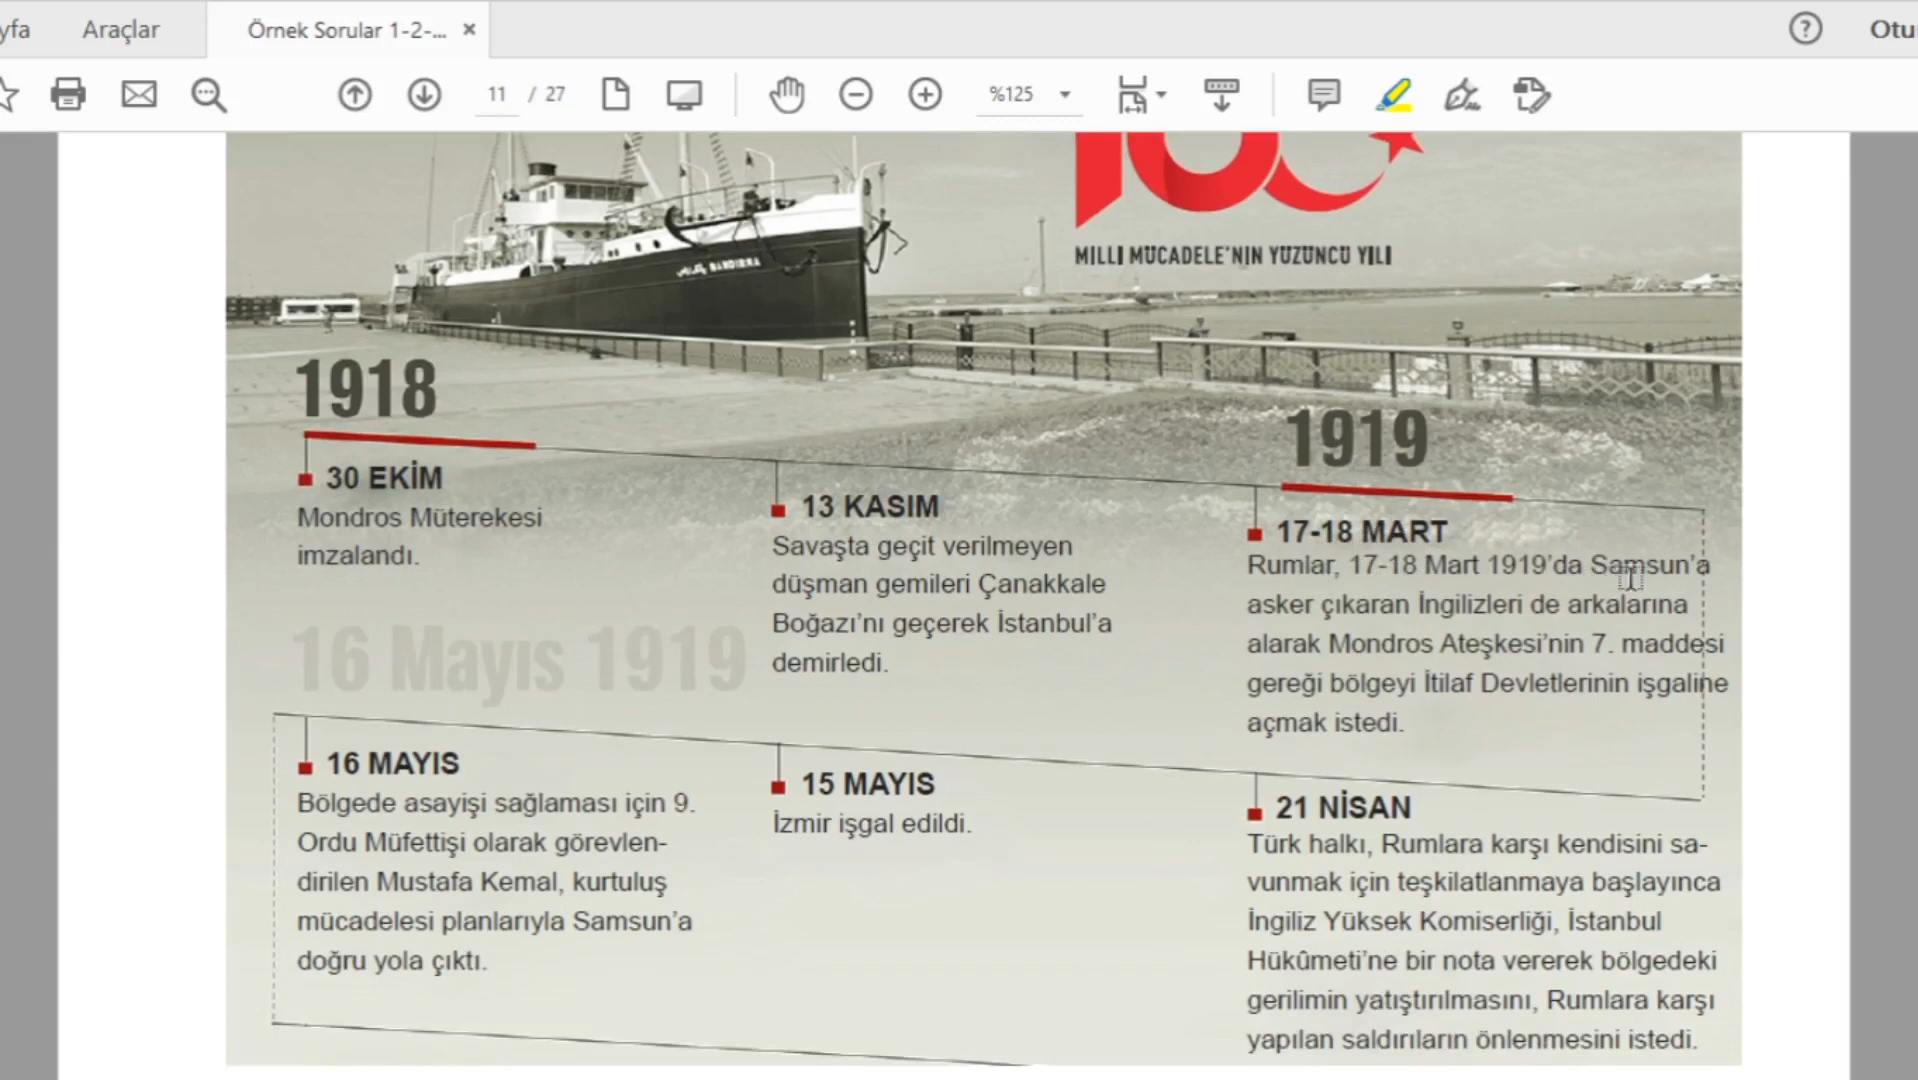 Araçlar
Örnek Sorular 1-2-... ×
?
11 / 27
%125
MİLLİ MÜCADELE'NİN YÜZÜNCÜ YILI
BANDIRMA
1918
30 EKİM
Mondros Müterekesi
imzalandı.
13 KASIM
Savaşta geçit verilmeyen
düşman gemileri Çanakkale
Boğazı'nı geçerek İstanbul'a
demirledi.
1919
17-18 MART
Rumlar, 17-18 Mart 1919'da Samsun'a
asker çıkaran İngilizleri de arkalarına
alarak Mondros Ateşkesi'nin 7. maddesi
gereği bölgeyi İtilaf Devletlerinin işgaline
açmak istedi.
16 Mayıs 1919
16 MAYIS
Bölgede asayişi sağlaması için 9.
Ordu Müfettişi olarak görevlen-
dirilen Mustafa Kemal, kurtuluş
mücadelesi planlarıyla Samsun'a
doğru yola çıktı.
15 MAYIS
İzmir işgal edildi.
21 NİSAN
Türk halkı, Rumlara karşı kendisini sa-
vunmak için teşkilatlanmaya başlayınca
İngiliz Yüksek Komiserliği, İstanbul
Hükûmeti'ne bir nota vererek bölgedeki
gerilimin yatıştırılmasını, Rumlara karşı
yapılan saldırıların önlenmesini istedi.